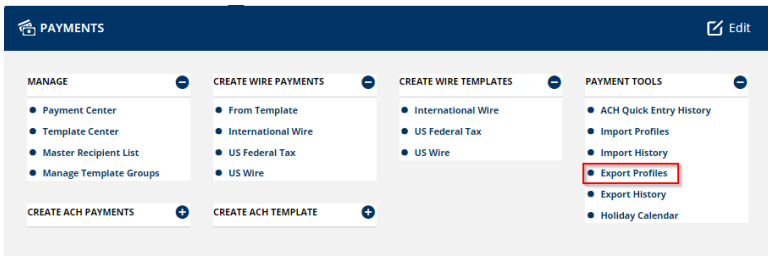 PAYMENTS
Edit
MANAGE
Payment Center
Template Center
Master Recipient List
Manage Template Groups
CREATE ACH PAYMENTS
CREATE WIRE PAYMENTS
From Template
International Wire
US Federal Tax
US Wire
CREATE ACH TEMPLATE
CREATE WIRE TEMPLATES
International Wire
US Federal Tax
US Wire
PAYMENT TOOLS
ACH Quick Entry History
Import Profiles
Import History
Export Profiles
Export History
Holiday Calendar